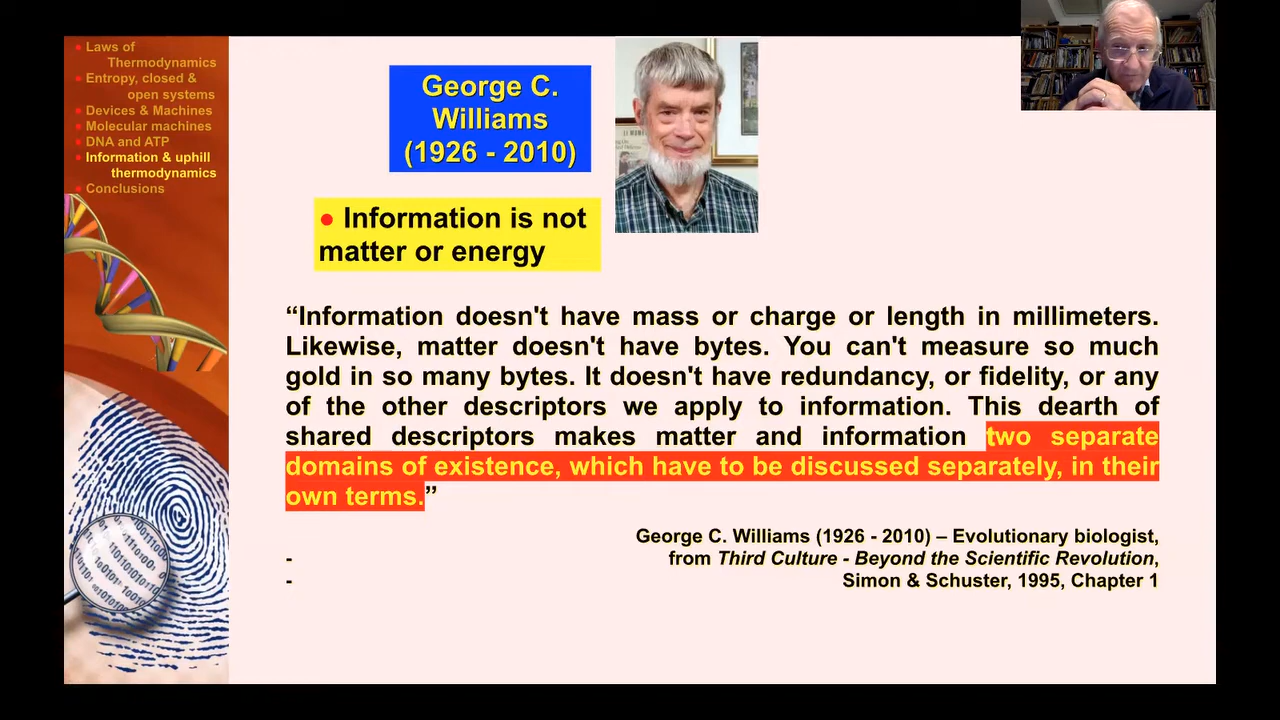 ● Laws of
Thermodynamics
● Entropy, closed &
open systems
● Devices & Machines
● Molecular machines
● DNA and ATP
● Information & uphill
thermodynamics
● Conclusions
George C.
Williams
(1926 - 2010)
● Information is not
matter or energy
“Information doesn't have mass or charge or length in millimeters.
Likewise, matter doesn't have bytes. You can't measure so much
gold in so many bytes. It doesn't have redundancy, or fidelity, or any
of the other descriptors we apply to information. This dearth of
shared descriptors makes matter and information two separate
domains of existence, which have to be discussed separately, in their
own terms.”
George C. Williams (1926 - 2010) – Evolutionary biologist,
- from Third Culture - Beyond the Scientific Revolution,
- Simon & Schuster, 1995, Chapter 1